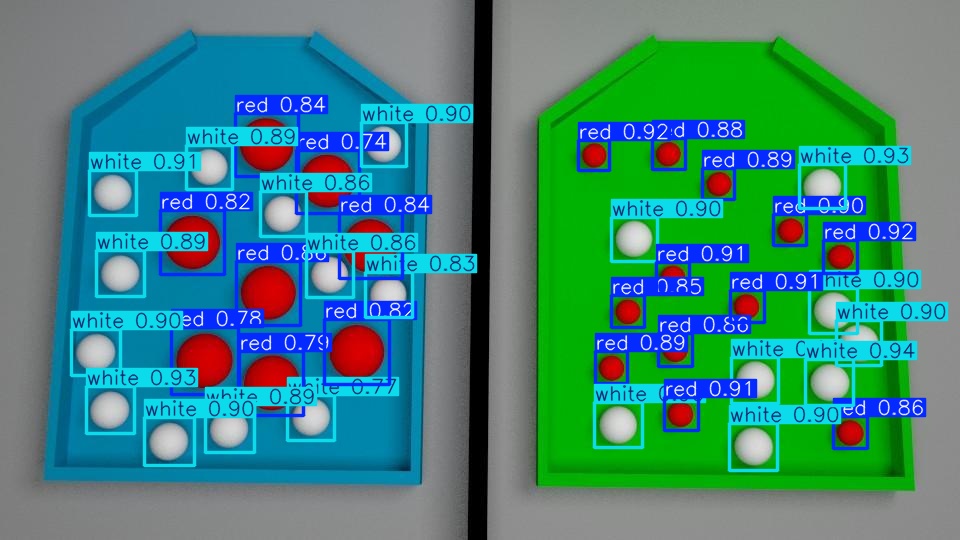 red 0.84
white 0.90
white 0.89
red 0.74
white 0.91
white 0.86
red 0.82
red 0.84
white 0.89
red 0.86
white 0.86
white 0.83
red 0.82
white 0.90
0.78
red 0.79
white 0.93
white 0.77
white 0.89
white 0.90
red 0.92
0.88
red 0.89
white 0.93
white 0.90
red 0.90
red 0.92
red 0.91
red 0.91
0.90
0.85
white 0.90
red 0.86
red 0.89
white
white 0.94
white
red 0.91
white 0.90
0.86